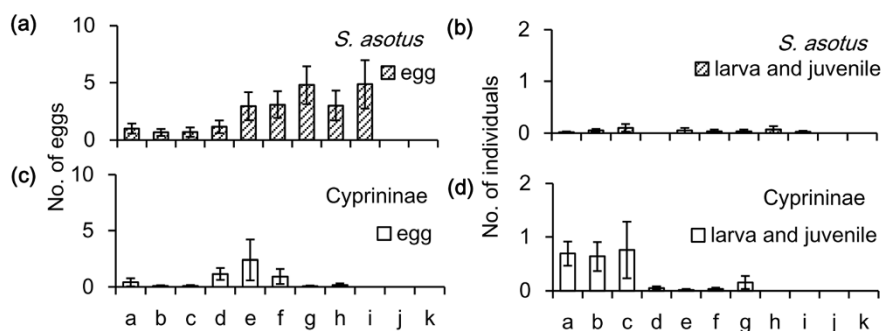 (a)
S. asotus
egg
10
5
0
No. of eggs
(b)
S. asotus
larva and juvenile
2
1
0
No. of individuals
(c)
Cyprininae
egg
10
5
0
a b c d e f g h i j k
(d)
Cyprininae
larva and juvenile
2
1
0
a b c d e f g h i j k